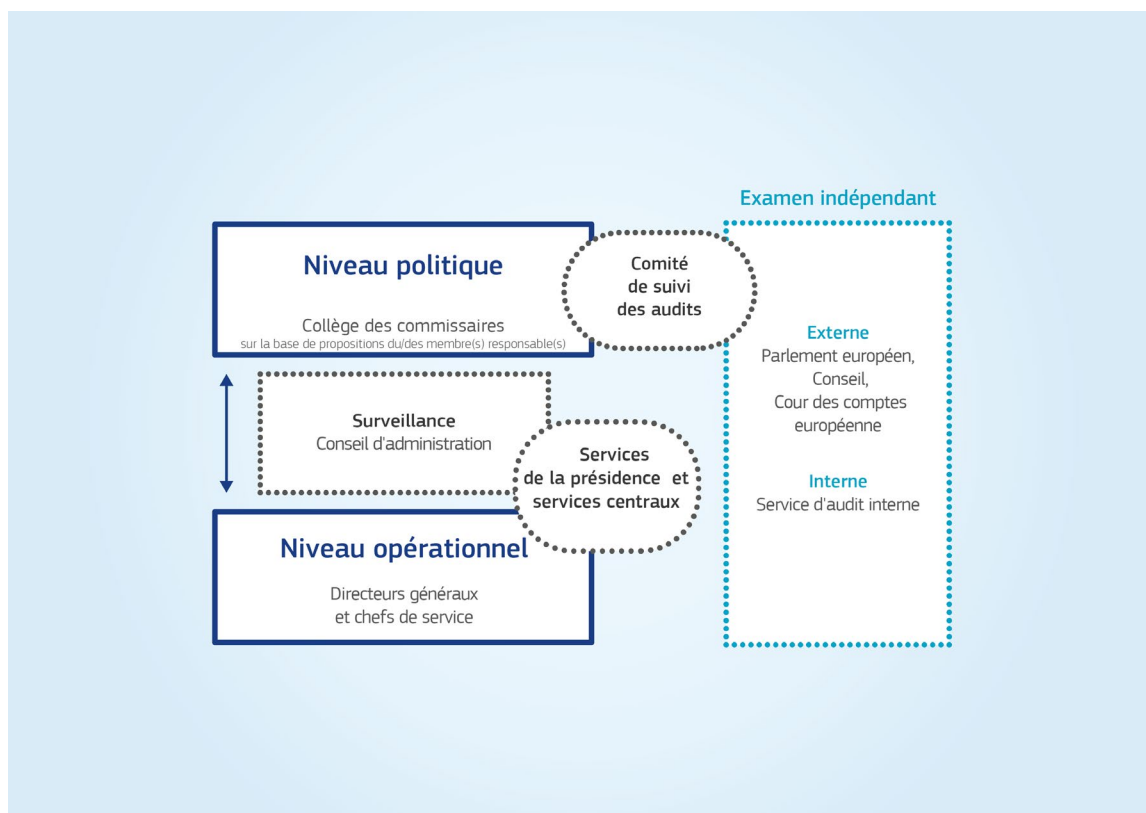 Examen indépendant
Niveau politique
Collège des commissaires
sur la base de propositions du/des membre(s) responsable(s)
Comité
de suivi
des audits
Externe
Parlement européen,
Conseil,
Cour des comptes
européenne
Interne
Service d'audit interne
Surveillance
Conseil d'administration
Services
de la présidence et
services centraux
Niveau opérationnel
Directeurs généraux
et chefs de service